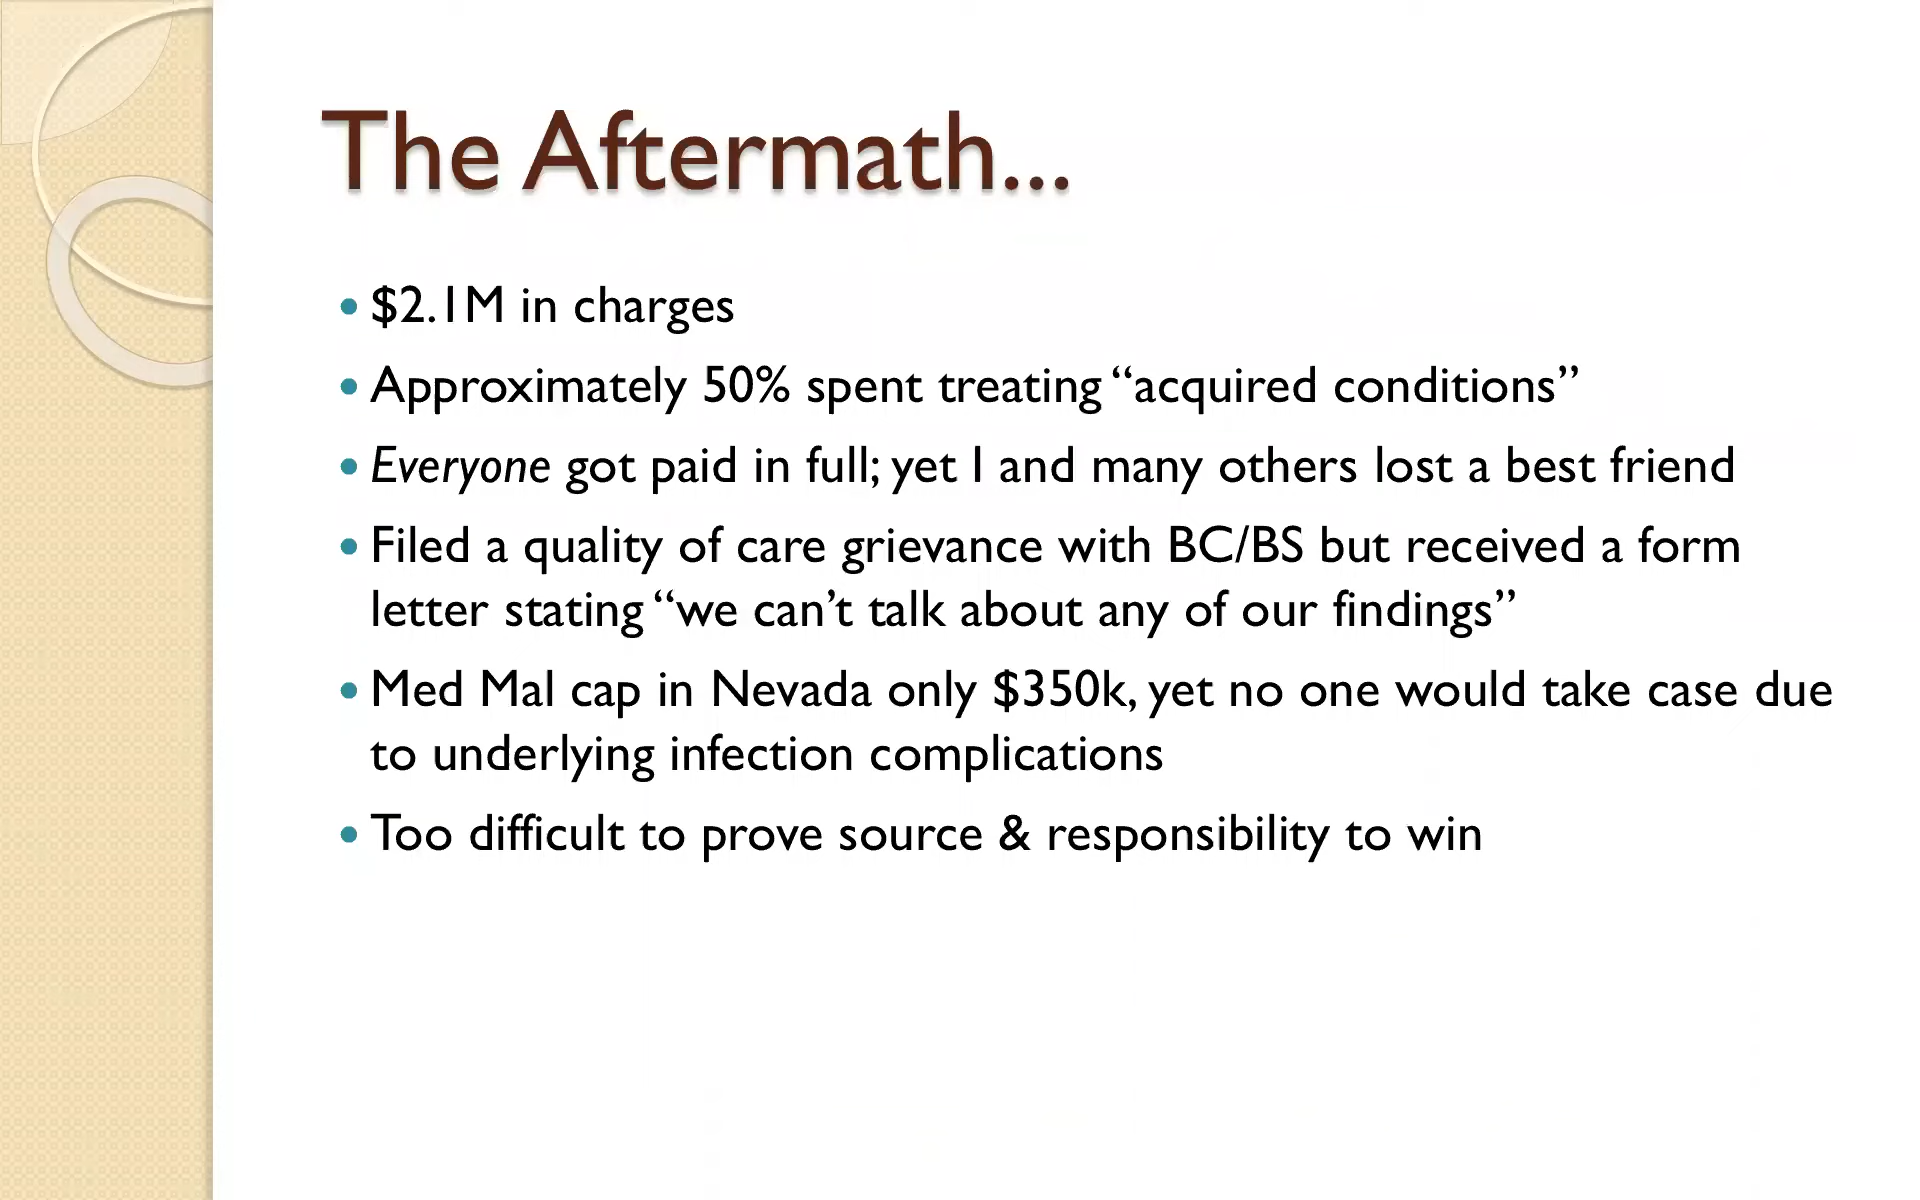 The Aftermath...
• $2.1M in charges
• Approximately 50% spent treating “acquired conditions”
• Everyone got paid in full; yet I and many others lost a best friend
• Filed a quality of care grievance with BC/BS but received a form
letter stating “we can’t talk about any of our findings”
• Med Mal cap in Nevada only $350k, yet no one would take case due
to underlying infection complications
• Too difficult to prove source & responsibility to win